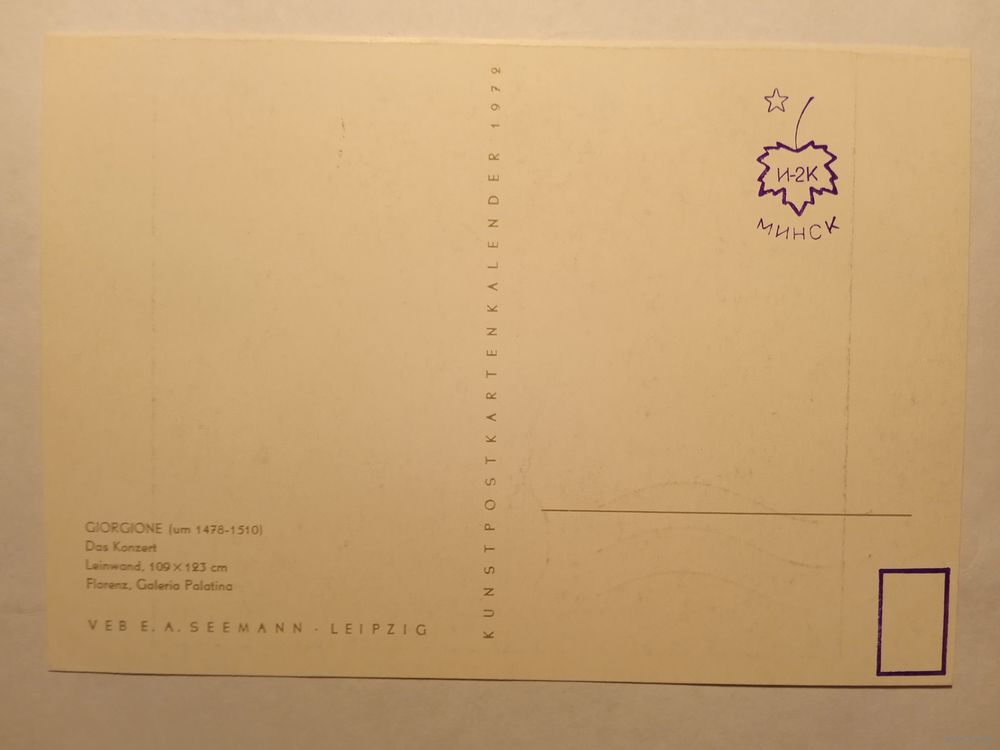 GIORGIONE (um 1478-1510)
Das Konzert
Leinwand, 109 × 123 cm
Florenz, Galeria Palatina
VEB E. A. SEEMANN · LEIPZIG
KUNSTPOSTKARTENKALENDER 1972
И-2К
МИНСК